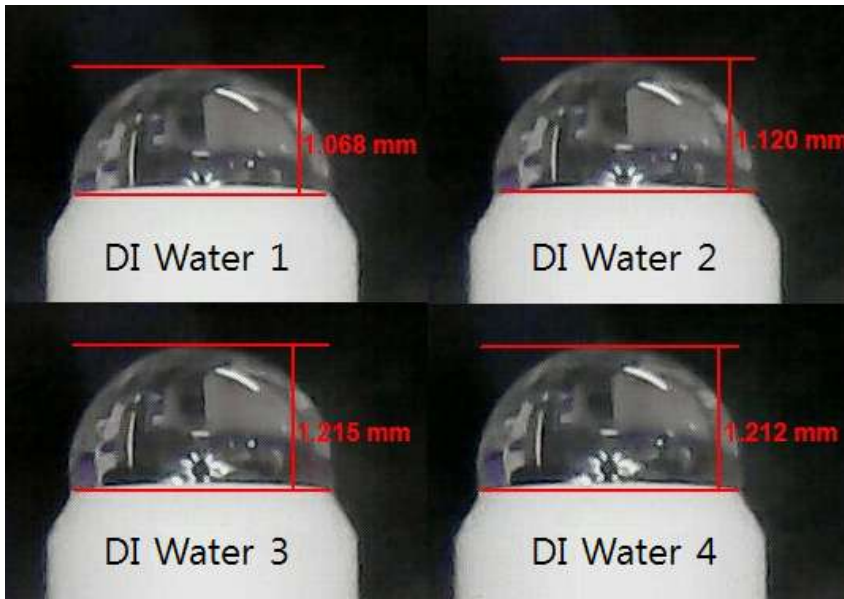 1.068 mm
DI Water 1
1.120 mm
DI Water 2
1.215 mm
DI Water 3
1.212 mm
DI Water 4